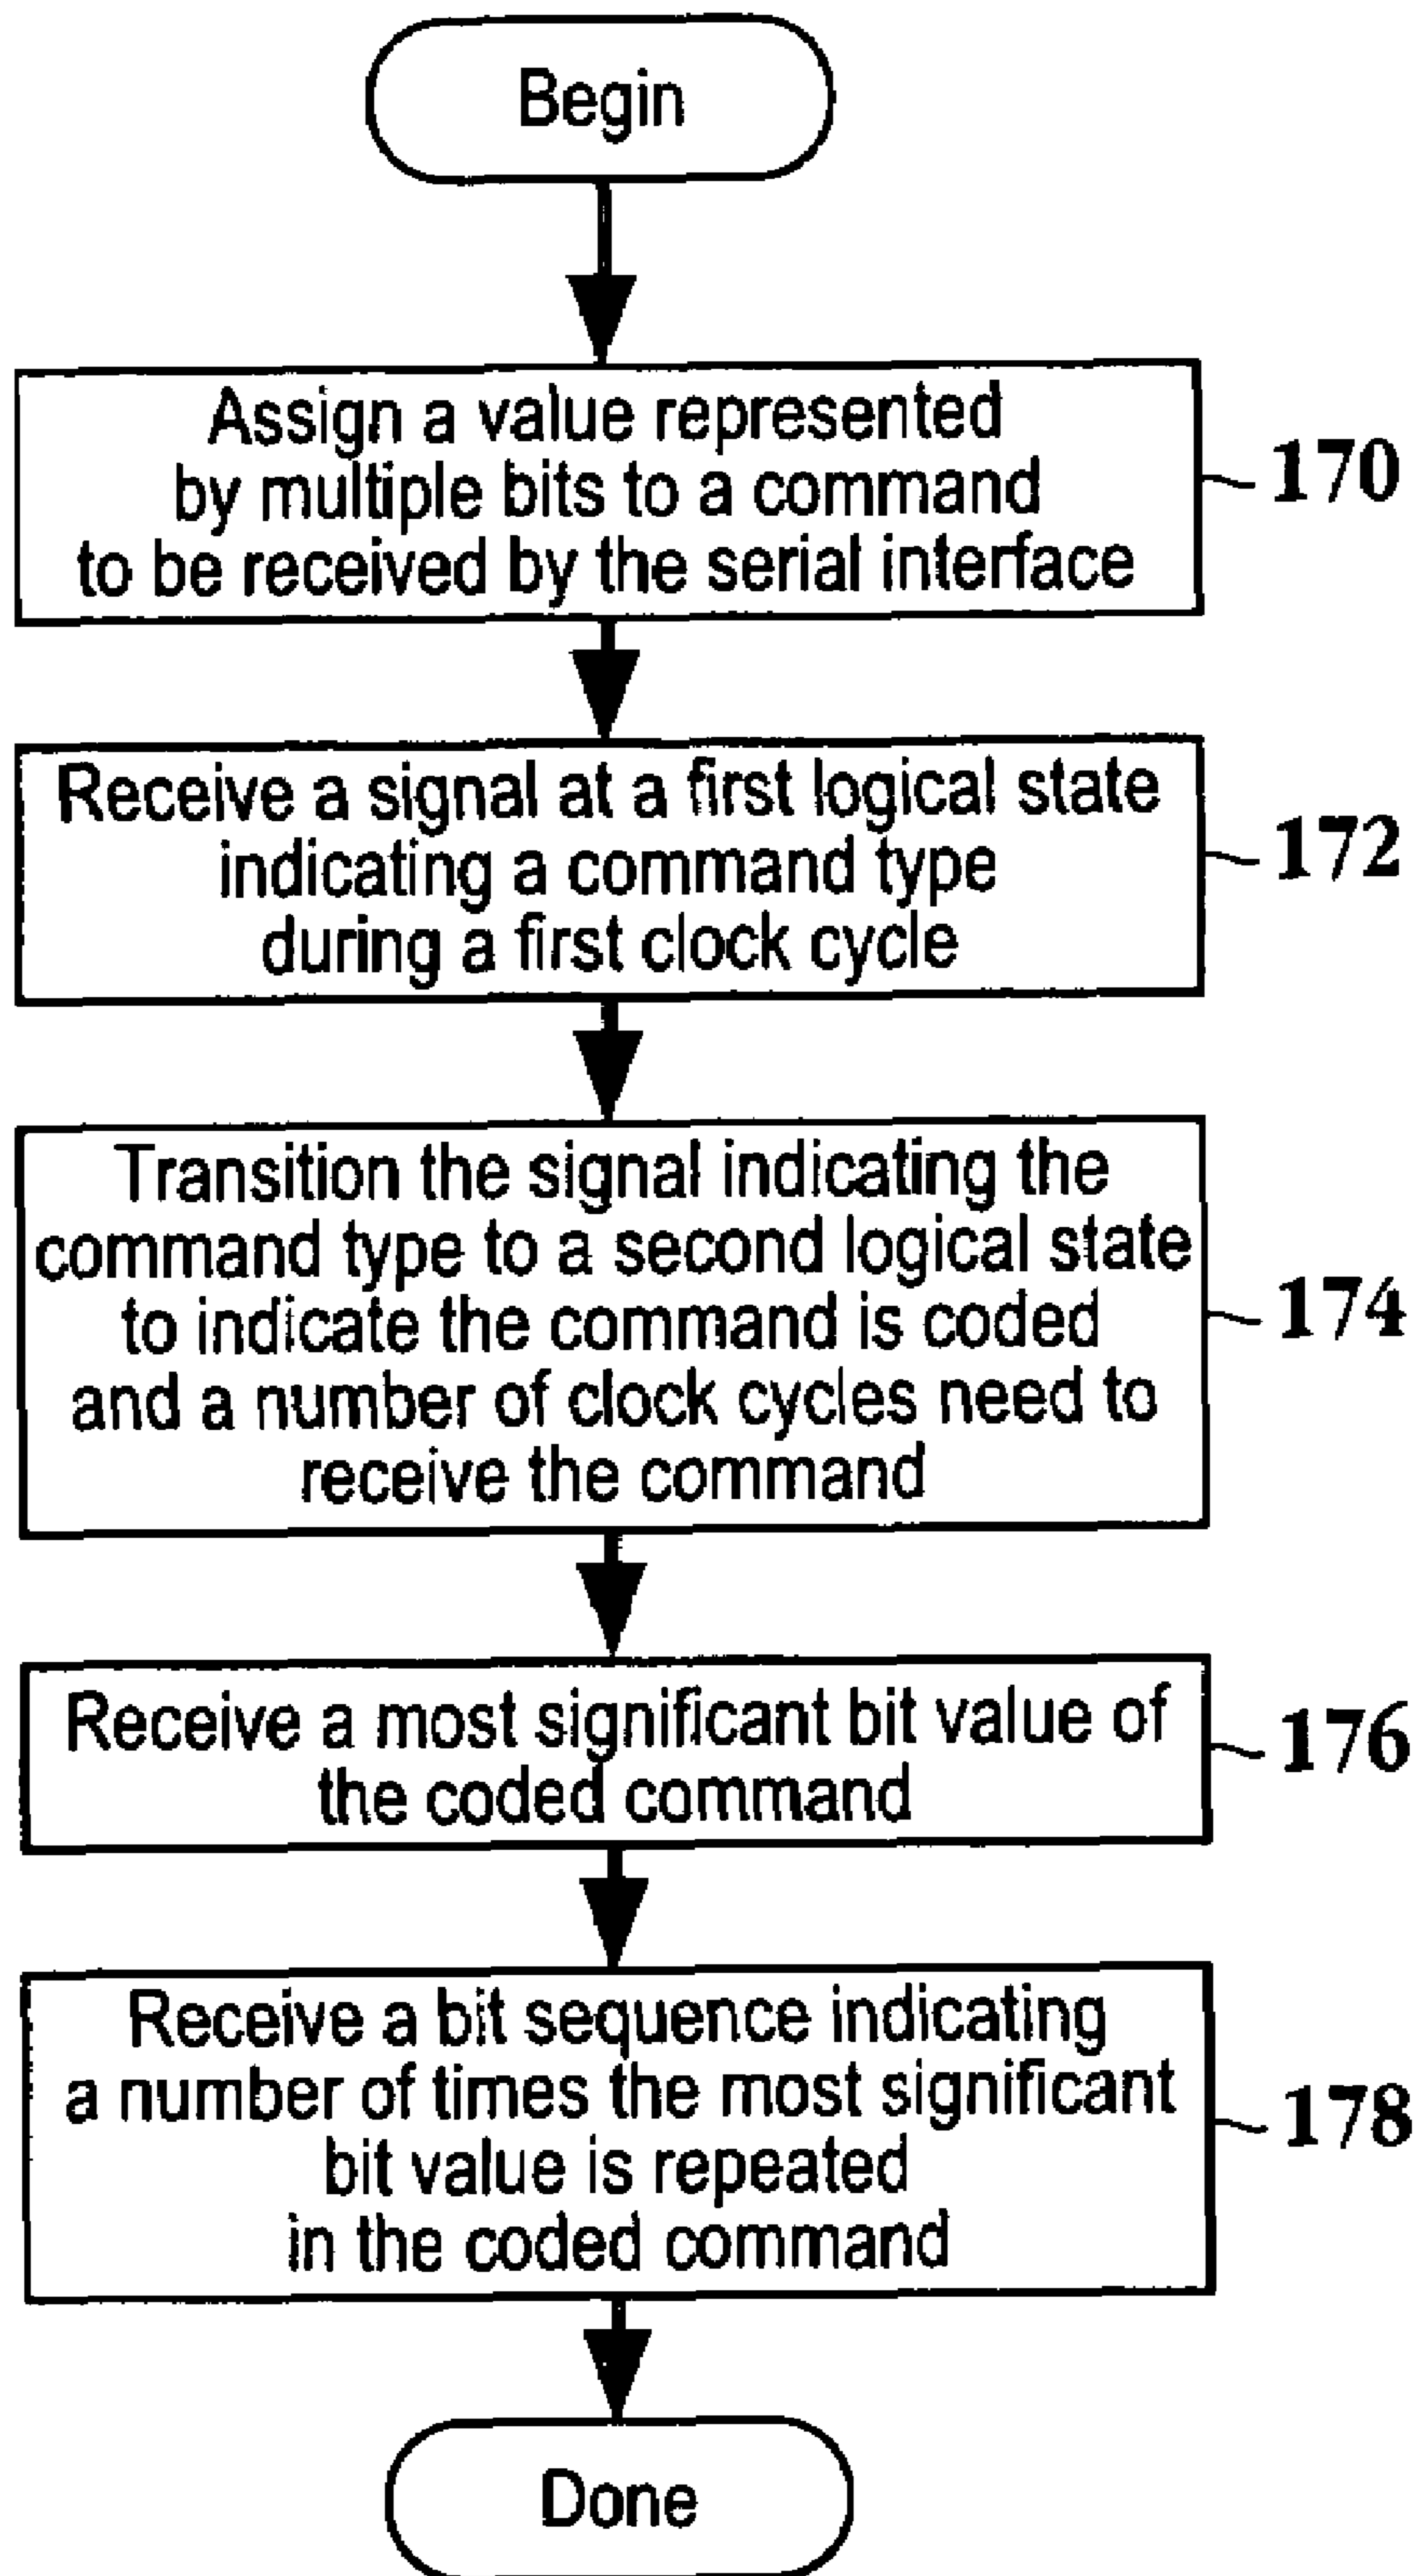 Begin
Assign a value represented
by multiple bits to a command
to be received by the serial interface
170
Receive a signal at a first logical state
indicating a command type
during a first clock cycle
172
Transition the signal indicating the
command type to a second logical state
to indicate the command is coded
and a number of clock cycles need to
receive the command
174
Receive a most significant bit value of
the coded command
176
Receive a bit sequence indicating
a number of times the most significant
bit value is repeated
in the coded command
178
Done